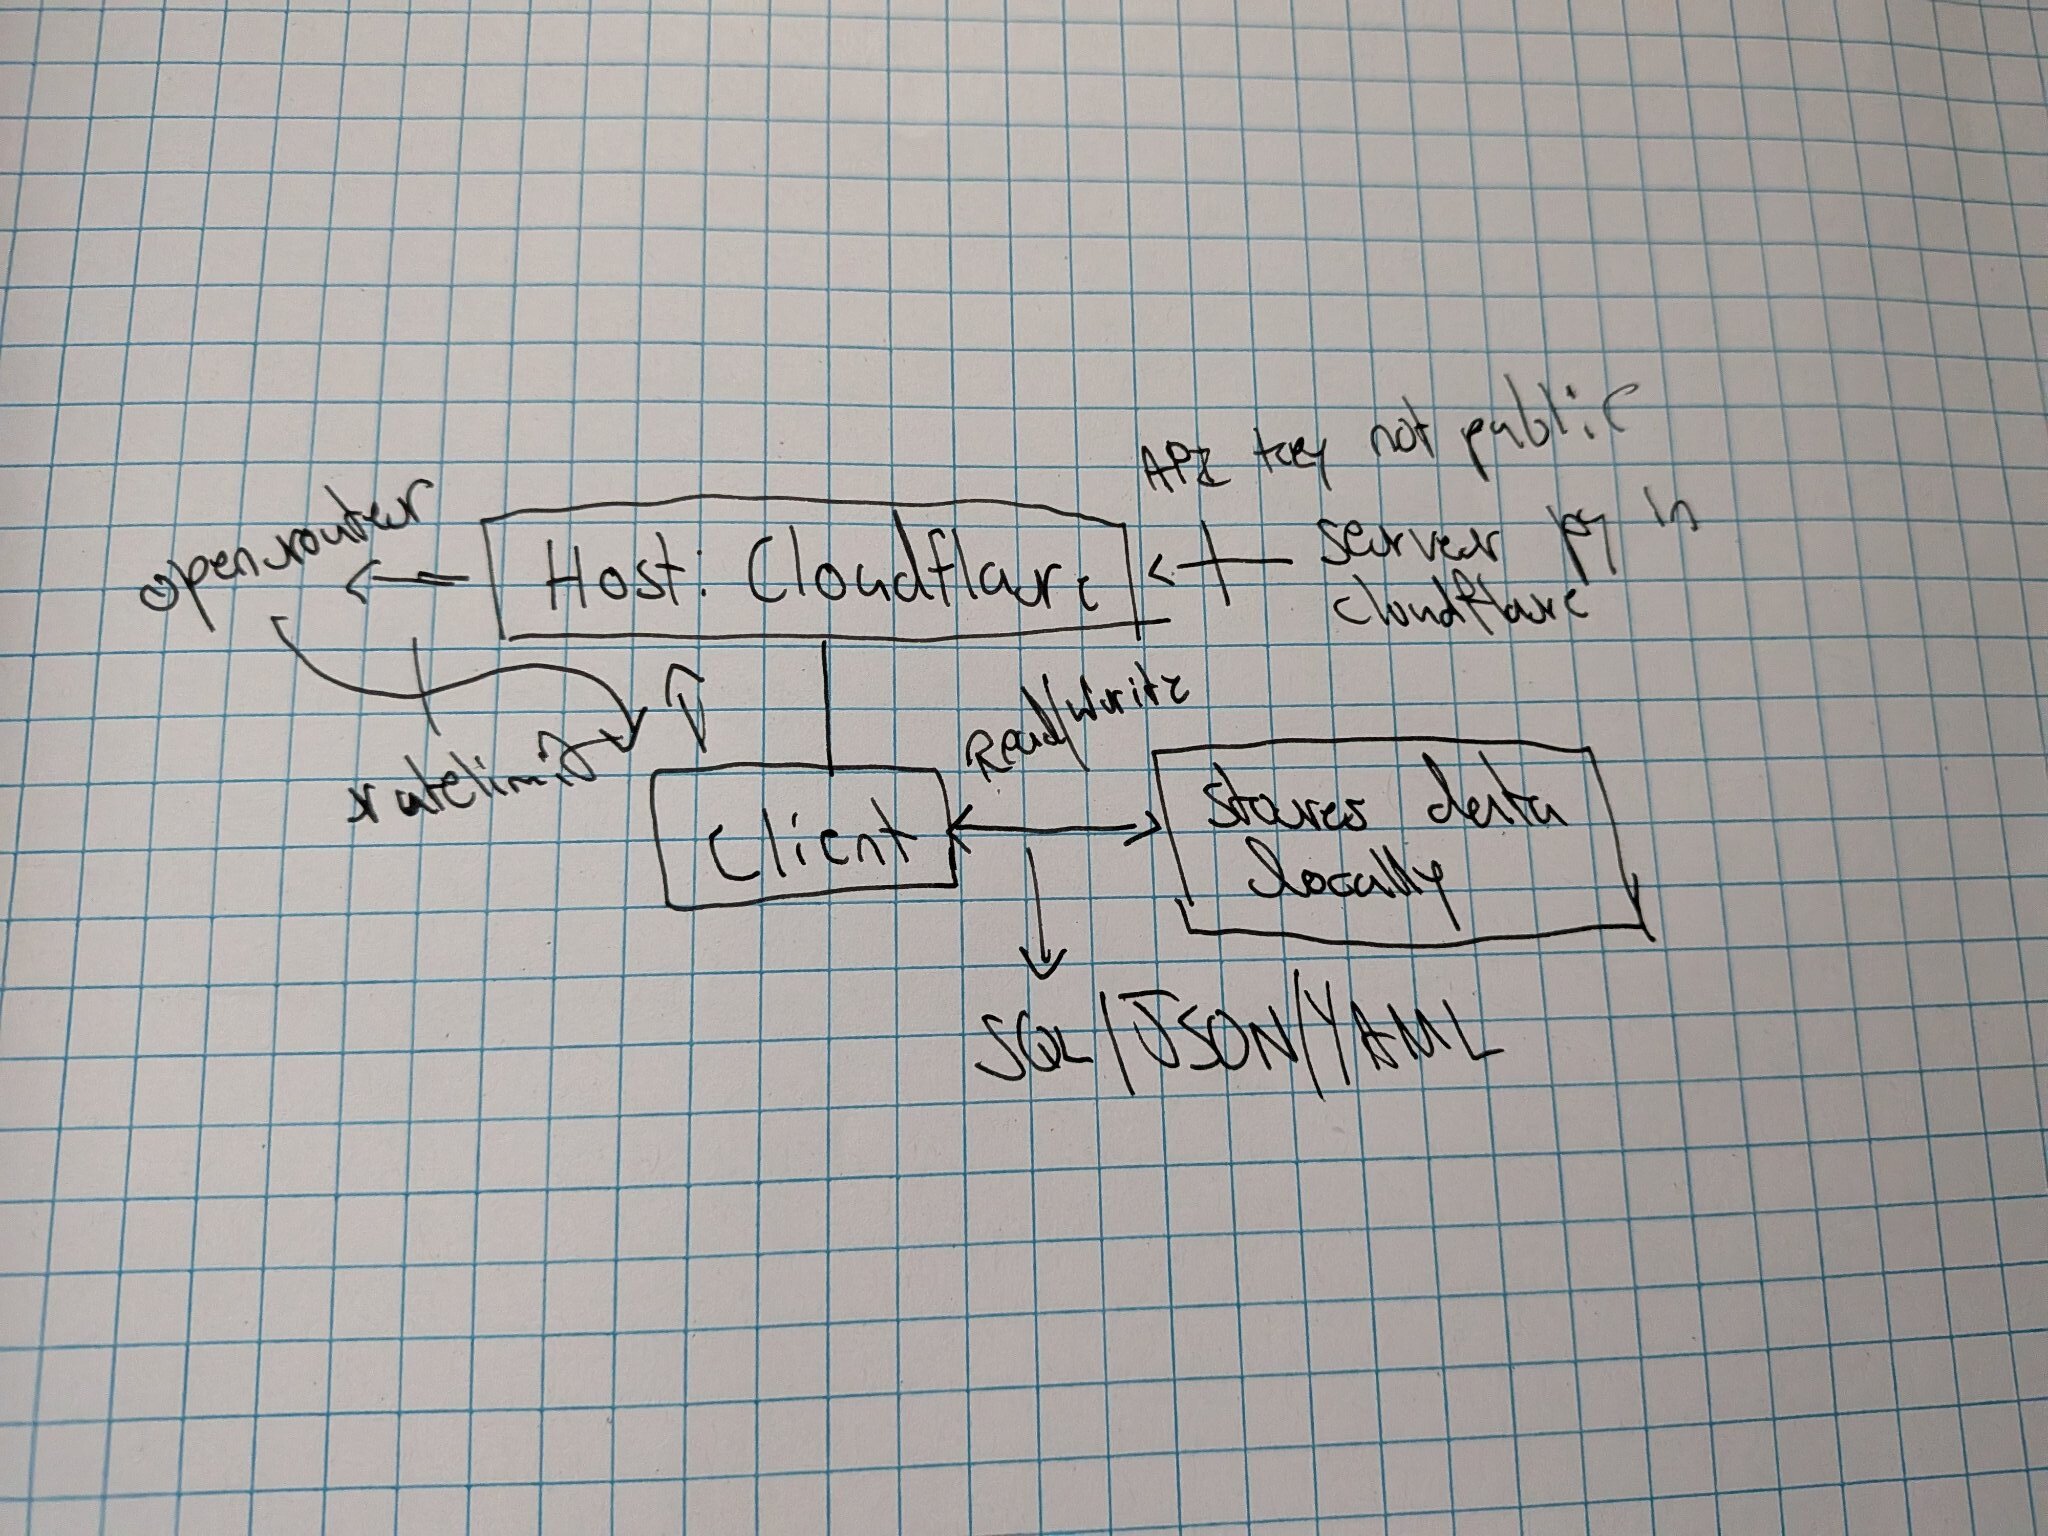 API key not public
openrouter
Host: Cloudflare
server py in
cloudflare
Read/write
ratelimit
Client
stores data
locally
SQL/JSON/YAML